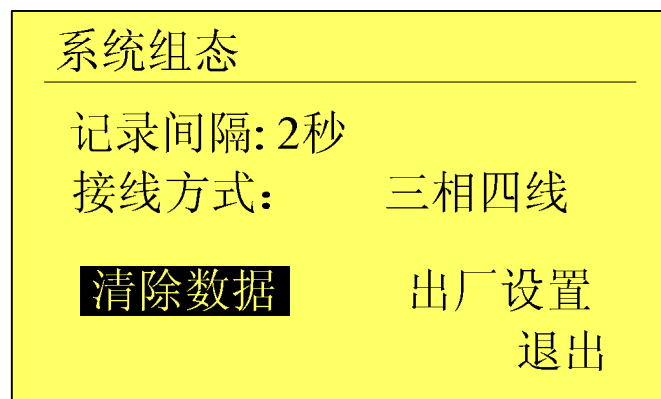 系统组态
记录间隔: 2秒
接线方式： 三相四线
清除数据 出厂设置
退出